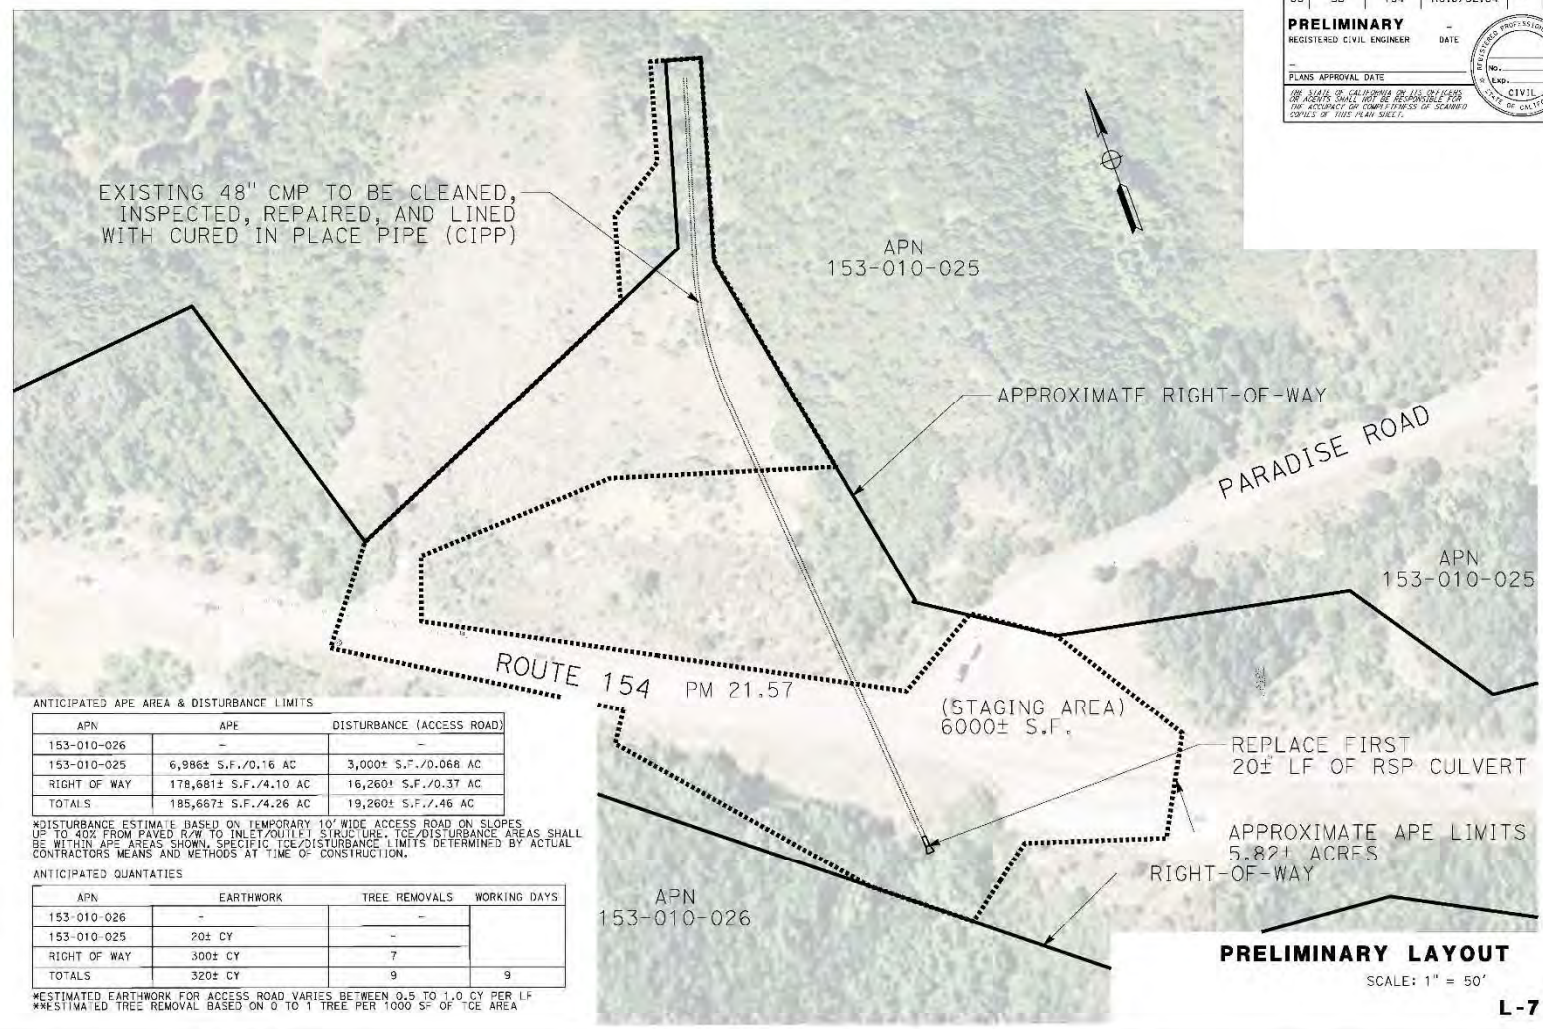 PRELIMINARY
REGISTERED CIVIL ENGINEER DATE
PLANS APPROVAL DATE
THE STATE OF CALIFORNIA OR ITS OFFICERS
OR AGENTS SHALL NOT BE RESPONSIBLE FOR
THE ACCURACY OR COMPLETENESS OF SCANNED
COPIES OF THIS PLAN SHEET.
No.
Exp.
CIVIL
EXISTING 48" CMP TO BE CLEANED,
INSPECTED, REPAIRED, AND LINED
WITH CURED IN PLACE PIPE (CIPP)
APN
153-010-025
APPROXIMATE RIGHT-OF-WAY
PARADISE ROAD
APN
153-010-025
ROUTE 154 PM 21.57
(STAGING AREA)
6000± S.F.
REPLACE FIRST
20± LF OF RSP CULVERT
APPROXIMATE APE LIMITS
5.82± ACRES
RIGHT-OF-WAY
APN
153-010-026
ANTICIPATED APE AREA & DISTURBANCE LIMITS
APN APE DISTURBANCE (ACCESS ROAD)
153-010-026 - -
153-010-025 6,986± S.F./0.16 AC 3,000± S.F./0.068 AC
RIGHT OF WAY 178,681± S.F./4.10 AC 16,260± S.F./0.37 AC
TOTALS 185,667± S.F./4.26 AC 19,260± S.F./.46 AC
*DISTURBANCE ESTIMATE BASED ON TEMPORARY 10' WIDE ACCESS ROAD ON SLOPES
UP TO 40% FROM PAVED R/W TO INLET/OUTLET STRUCTURE. TCE/DISTURBANCE AREAS SHALL
BE WITHIN APE AREAS SHOWN. SPECIFIC TCE/DISTURBANCE LIMITS DETERMINED BY ACTUAL
CONTRACTORS MEANS AND METHODS AT TIME OF CONSTRUCTION.
ANTICIPATED QUANTATIES
APN EARTHWORK TREE REMOVALS WORKING DAYS
153-010-026 - -
153-010-025 20± CY -
RIGHT OF WAY 300± CY 7
TOTALS 320± CY 9 9
*ESTIMATED EARTHWORK FOR ACCESS ROAD VARIES BETWEEN 0.5 TO 1.0 CY PER LF
**ESTIMATED TREE REMOVAL BASED ON 0 TO 1 TREE PER 1000 SF OF TCE AREA
PRELIMINARY LAYOUT
SCALE: 1" = 50'
L-7